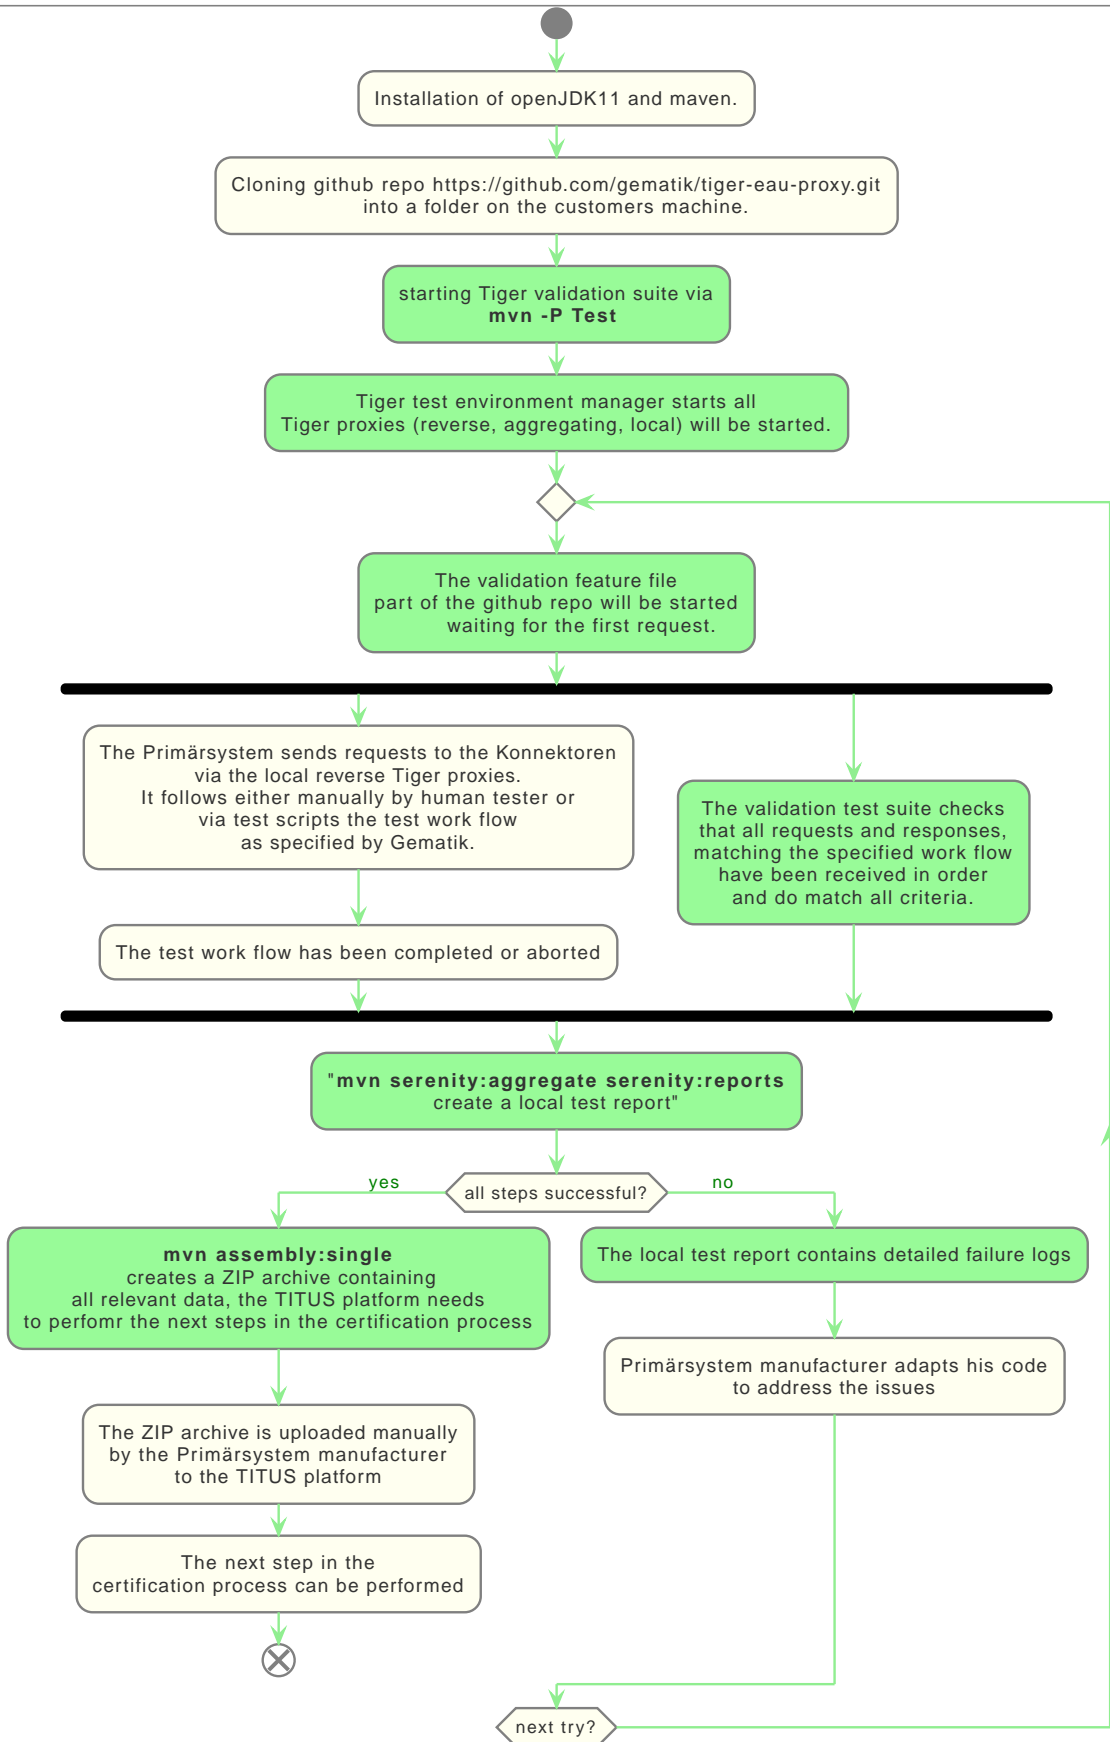 Installation of openJDK11 and maven.
Cloning github repo https://github.com/gematik/tiger-eau-proxy.git
into a folder on the customers machine.
starting Tiger validation suite via
mvn -P Test
Tiger test environment manager starts all
Tiger proxies (reverse, aggregating, local) will be started.
The validation feature file
part of the github repo will be started
waiting for the first request.
The Primärsystem sends requests to the Konnektoren
via the local reverse Tiger proxies.
It follows either manually by human tester or
via test scripts the test work flow
as specified by Gematik.
The test work flow has been completed or aborted
The validation test suite checks
that all requests and responses,
matching the specified work flow
have been received in order
and do match all criteria.
"mvn serenity:aggregate serenity:reports
create a local test report"
all steps successful?
yes
no
mvn assembly:single
creates a ZIP archive containing
all relevant data, the TITUS platform needs
to perfomr the next steps in the certification process
The ZIP archive is uploaded manually
by the Primärsystem manufacturer
to the TITUS platform
The next step in the
certification process can be performed
The local test report contains detailed failure logs
Primärsystem manufacturer adapts his code
to address the issues
next try?